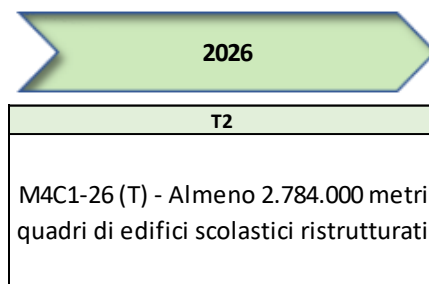 2026
T2
M4C1-26 (T) - Almeno 2.784.000 metri
quadri di edifici scolastici ristrutturati